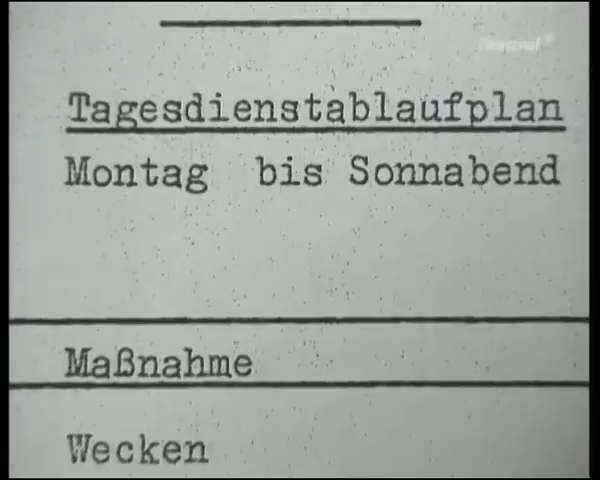 Tagesdienstablaufplan
Montag bis Sonnabend
Maßnahme
Wecken